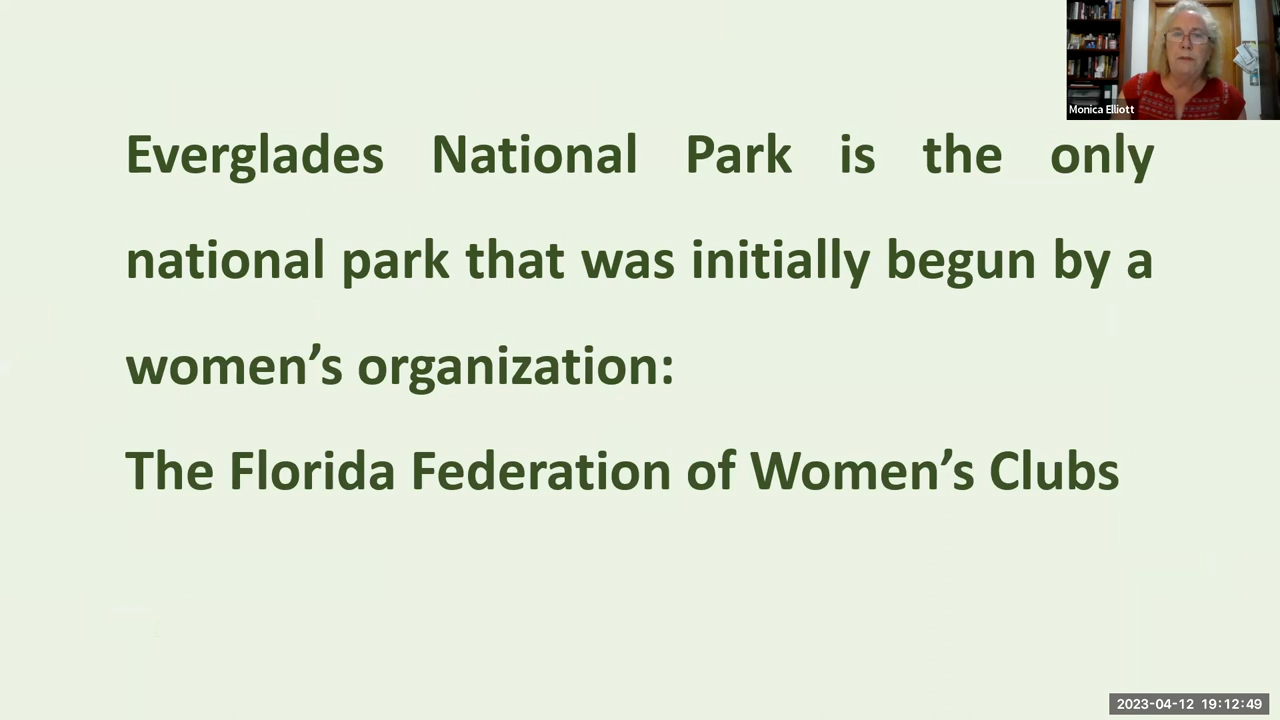 Monica Elliott
Everglades National Park is the only
national park that was initially begun by a
women’s organization:
The Florida Federation of Women’s Clubs
2023-04-12 19:12:49